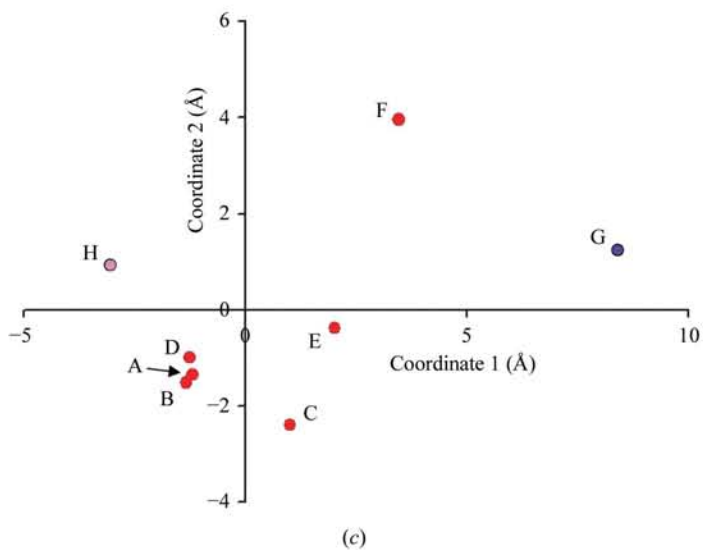 6
F
4
Coordinate 2 (Å)
2
H
G
0
−5
0
5
10
D
E
Coordinate 1 (Å)
A
B
−2
C
−4
(c)